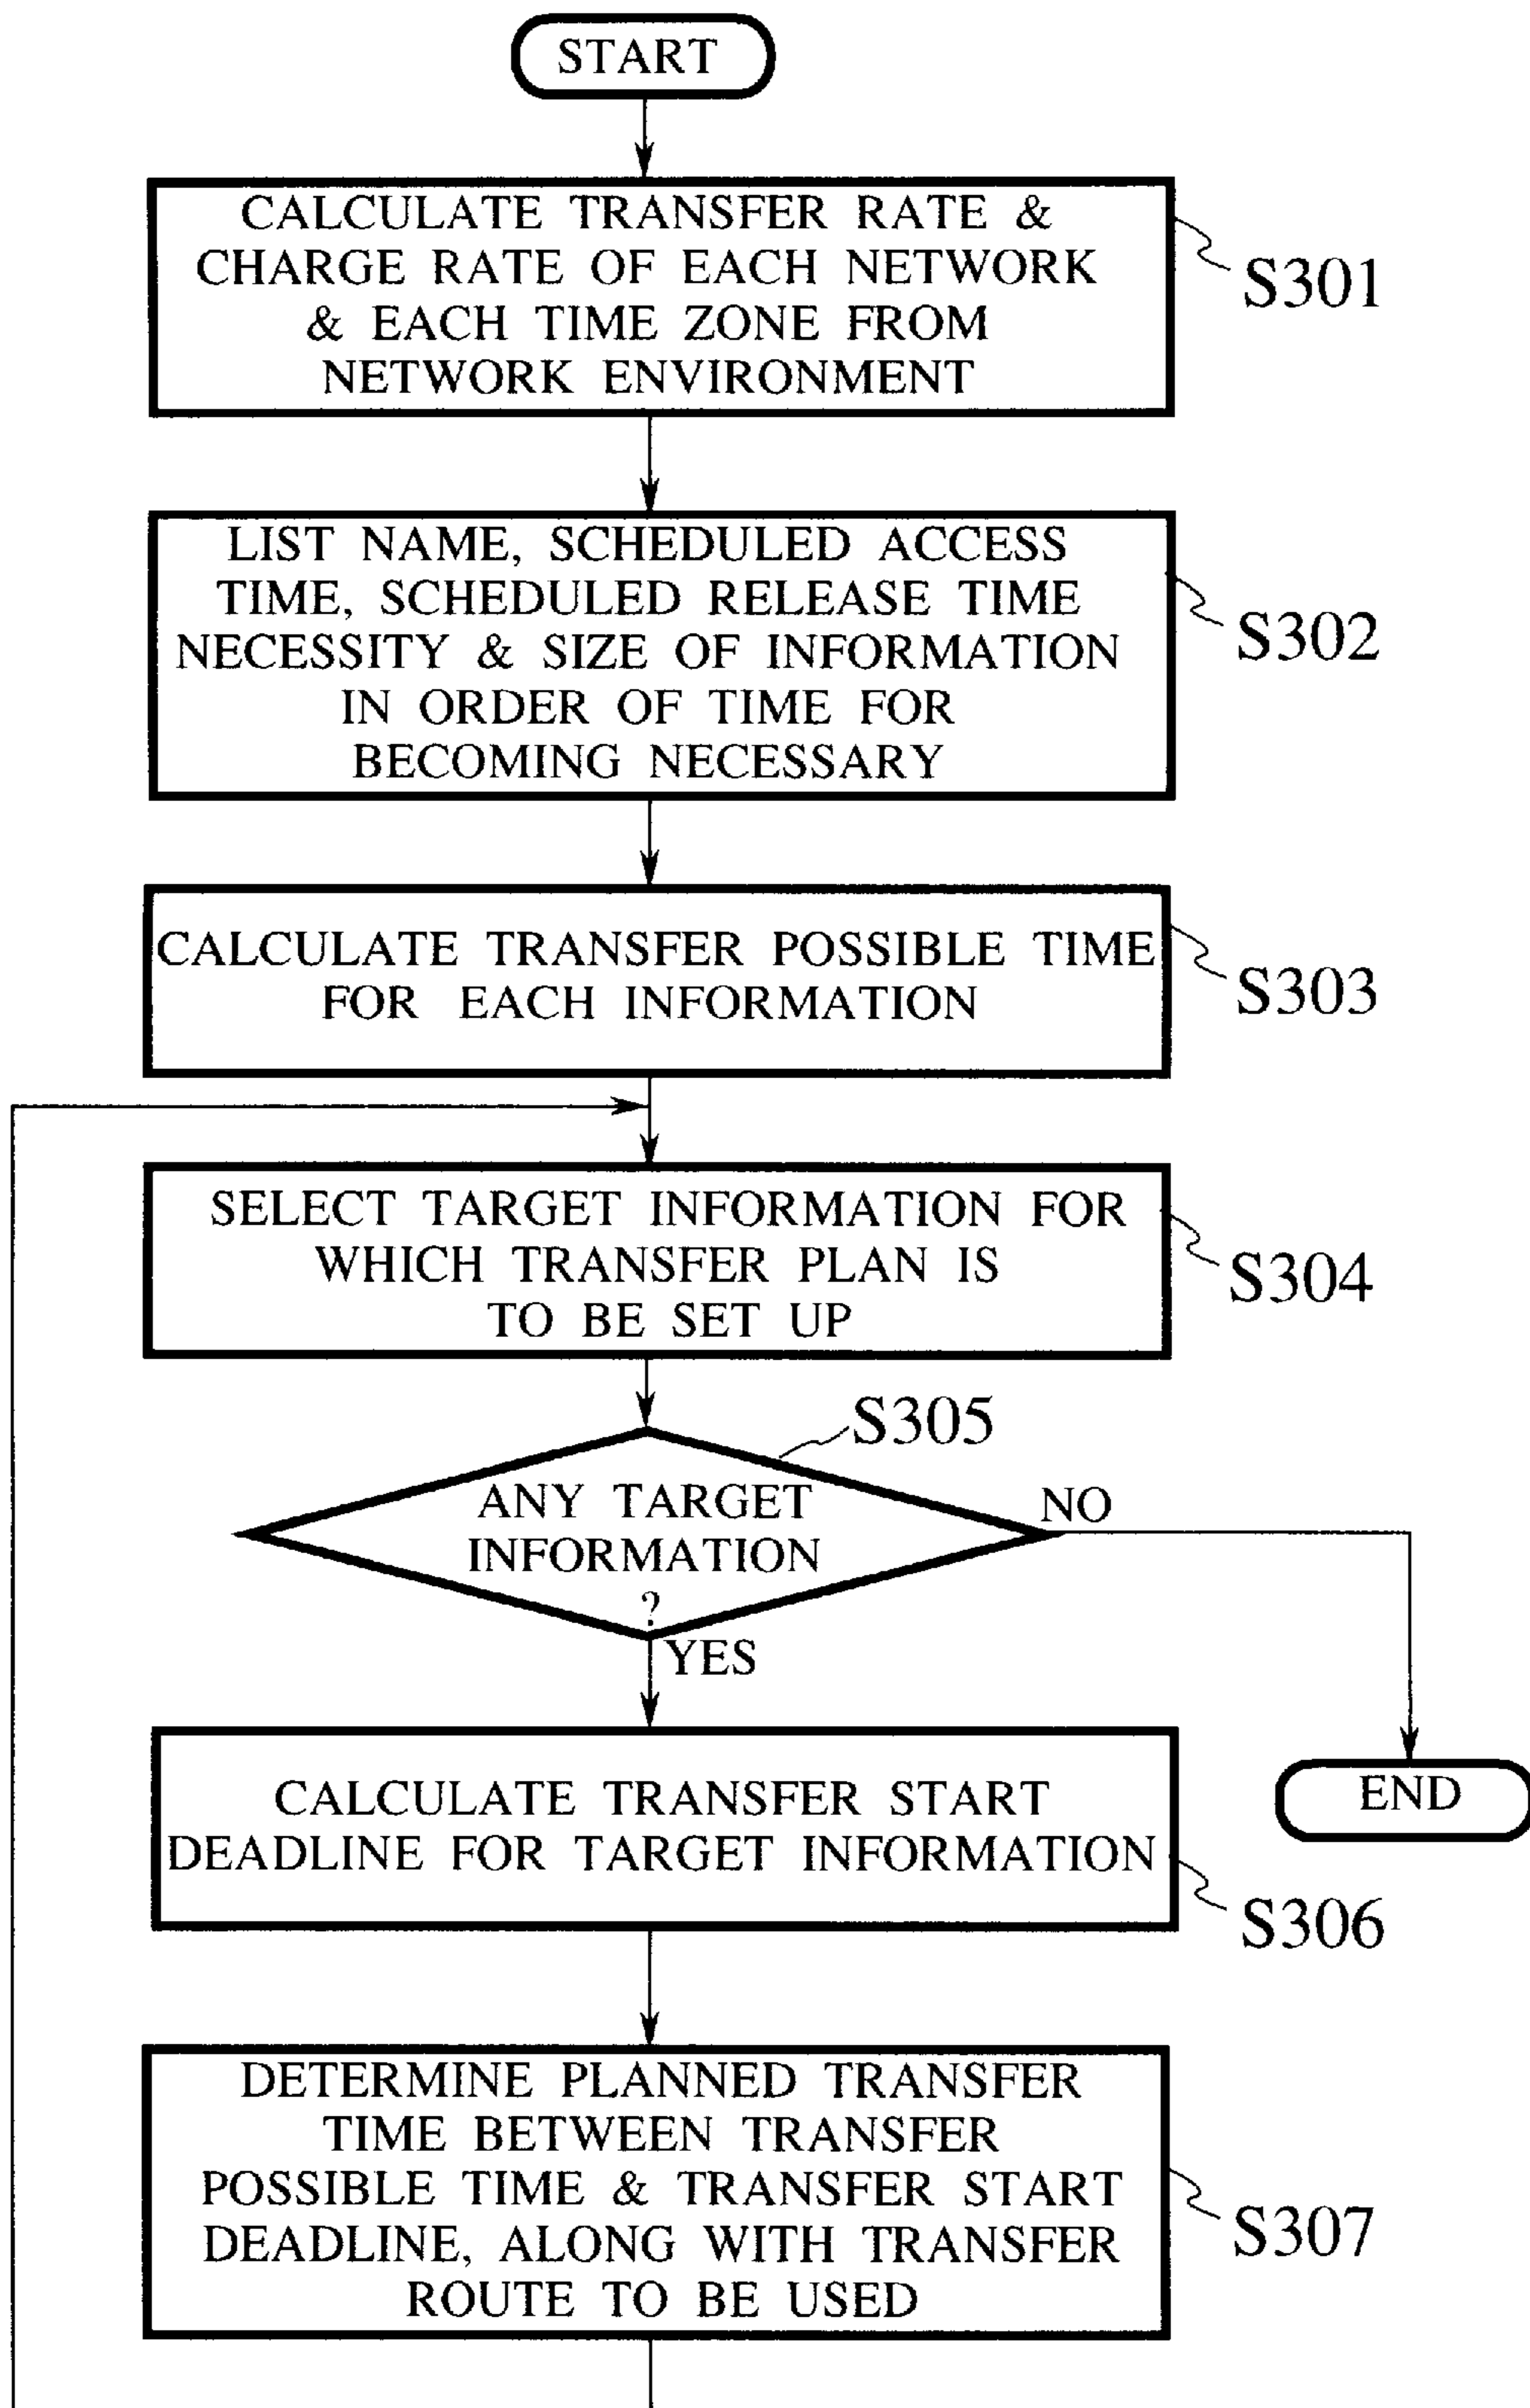 START
CALCULATE TRANSFER RATE &
CHARGE RATE OF EACH NETWORK
& EACH TIME ZONE FROM
NETWORK ENVIRONMENT
S301
LIST NAME, SCHEDULED ACCESS
TIME, SCHEDULED RELEASE TIME
NECESSITY & SIZE OF INFORMATION
IN ORDER OF TIME FOR
BECOMING NECESSARY
S302
CALCULATE TRANSFER POSSIBLE TIME
FOR EACH INFORMATION
S303
SELECT TARGET INFORMATION FOR
WHICH TRANSFER PLAN IS
TO BE SET UP
S304
S305
ANY TARGET
INFORMATION
?
NO
YES
CALCULATE TRANSFER START
DEADLINE FOR TARGET INFORMATION
S306
END
DETERMINE PLANNED TRANSFER
TIME BETWEEN TRANSFER
POSSIBLE TIME & TRANSFER START
DEADLINE, ALONG WITH TRANSFER
ROUTE TO BE USED
S307